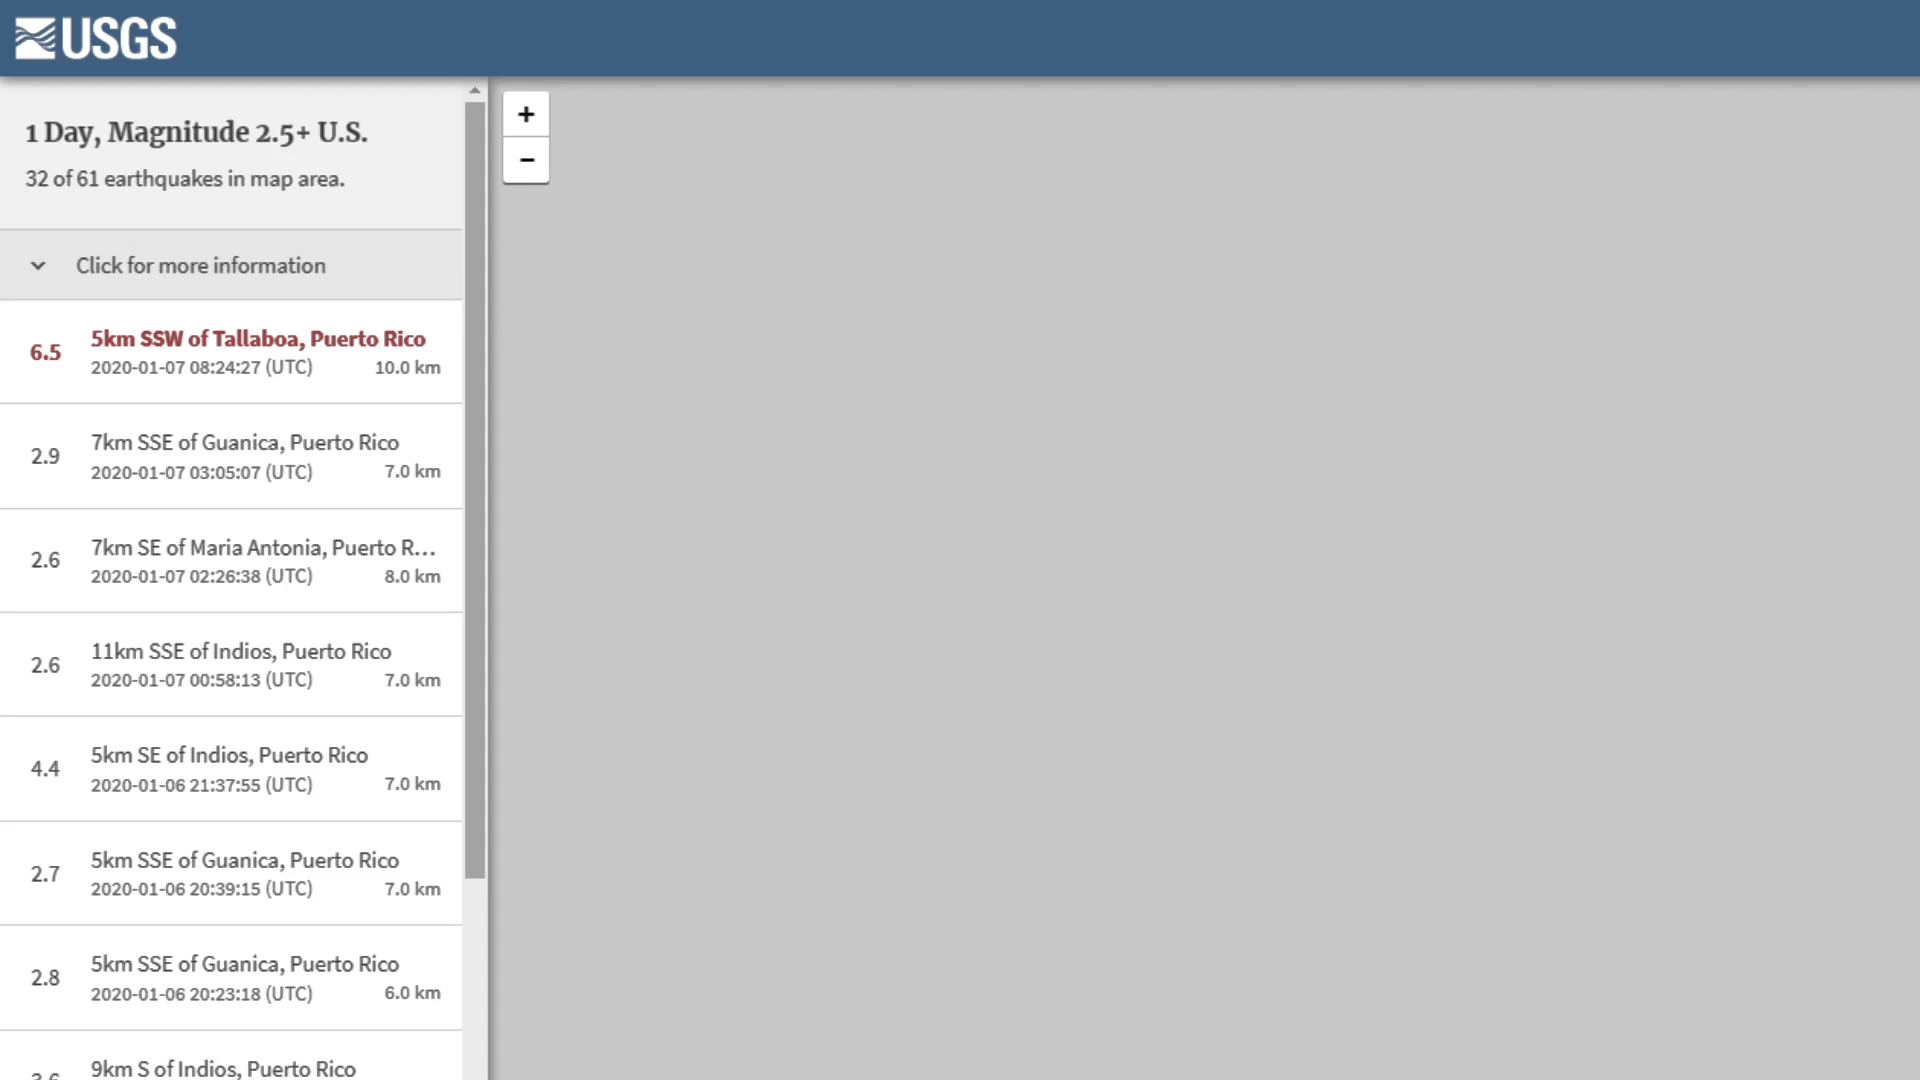 USGS
1 Day, Magnitude 2.5+ U.S.
32 of 61 earthquakes in map area.
Click for more information
6.5
5km SSW of Tallaboa, Puerto Rico
2020-01-07 08:24:27 (UTC) 10.0 km
2.9
7km SSE of Guanica, Puerto Rico
2020-01-07 03:05:07 (UTC) 7.0 km
2.6
7km SE of Maria Antonia, Puerto R...
2020-01-07 02:26:38 (UTC) 8.0 km
2.6
11km SSE of Indios, Puerto Rico
2020-01-07 00:58:13 (UTC) 7.0 km
4.4
5km SE of Indios, Puerto Rico
2020-01-06 21:37:55 (UTC) 7.0 km
2.7
5km SSE of Guanica, Puerto Rico
2020-01-06 20:39:15 (UTC) 7.0 km
2.8
5km SSE of Guanica, Puerto Rico
2020-01-06 20:23:18 (UTC) 6.0 km
9km S of Indios, Puerto Rico
+
−